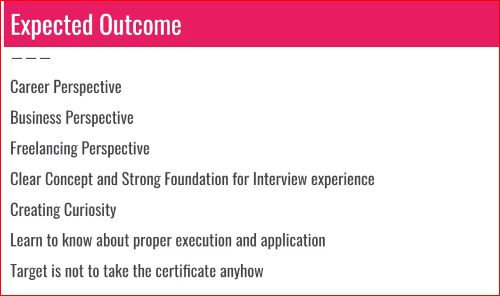 Expected Outcome
———
Career Perspective
Business Perspective
Freelancing Perspective
Clear Concept and Strong Foundation for Interview experience
Creating Curiosity
Learn to know about proper execution and application
Target is not to take the certificate anyhow